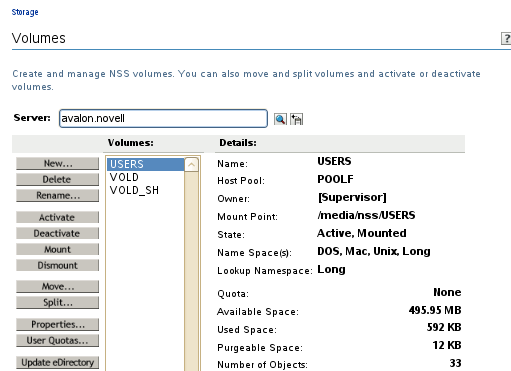 Storage
Volumes
?
Create and manage NSS volumes. You can also move and split volumes and activate or deactivate
volumes.
Server: avalon.novell
Volumes: Details:
New...
Delete
Rename...
Activate
Deactivate
Mount
Dismount
Move...
Split...
Properties...
User Quotas...
Update eDirectory
USERS
VOLD
VOLD_SH
Name: USERS
Host Pool: POOLF
Owner: [Supervisor]
Mount Point: /media/nss/USERS
State: Active, Mounted
Name Space(s): DOS, Mac, Unix, Long
Lookup Namespace: Long
Quota: None
Available Space: 495.95 MB
Used Space: 592 KB
Purgeable Space: 12 KB
Number of Objects: 33